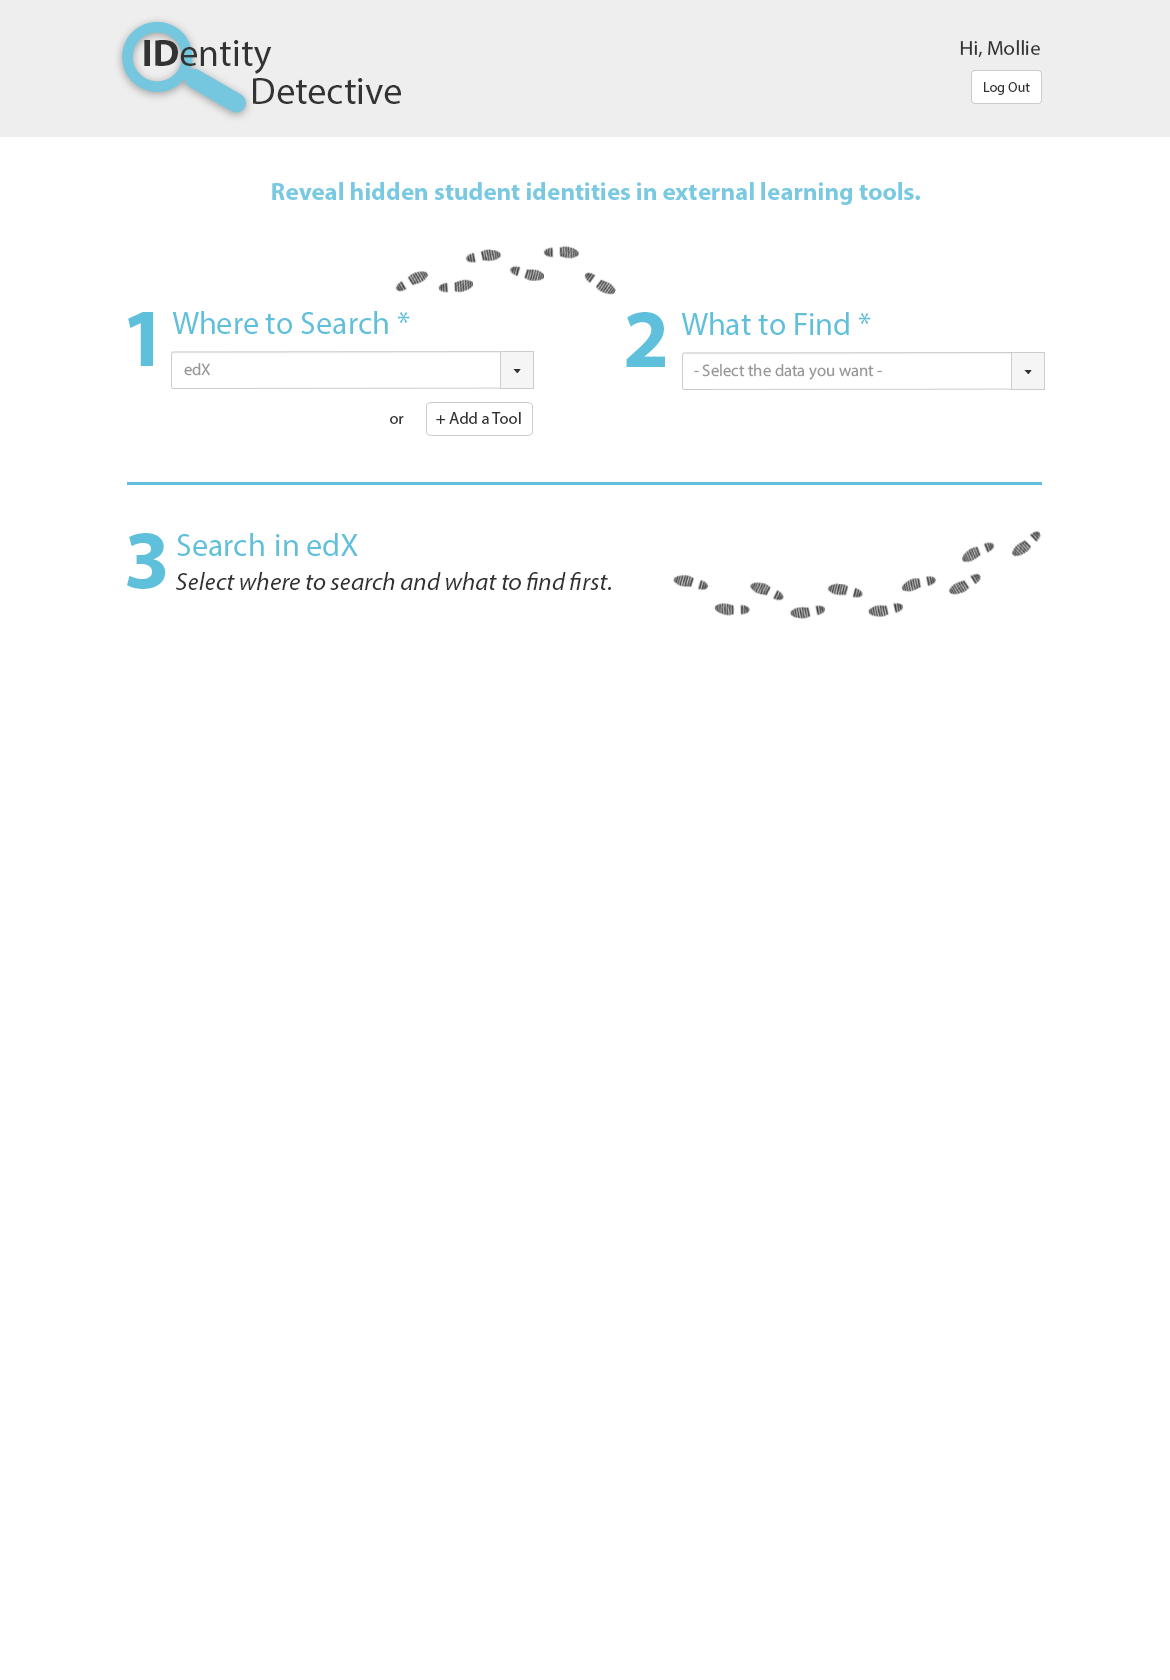 IDentity
Detective
Hi, Mollie
Log Out
Reveal hidden student identities in external learning tools.
1 Where to Search *
edX
or + Add a Tool
2 What to Find *
- Select the data you want -
3 Search in edX
Select where to search and what to find first.